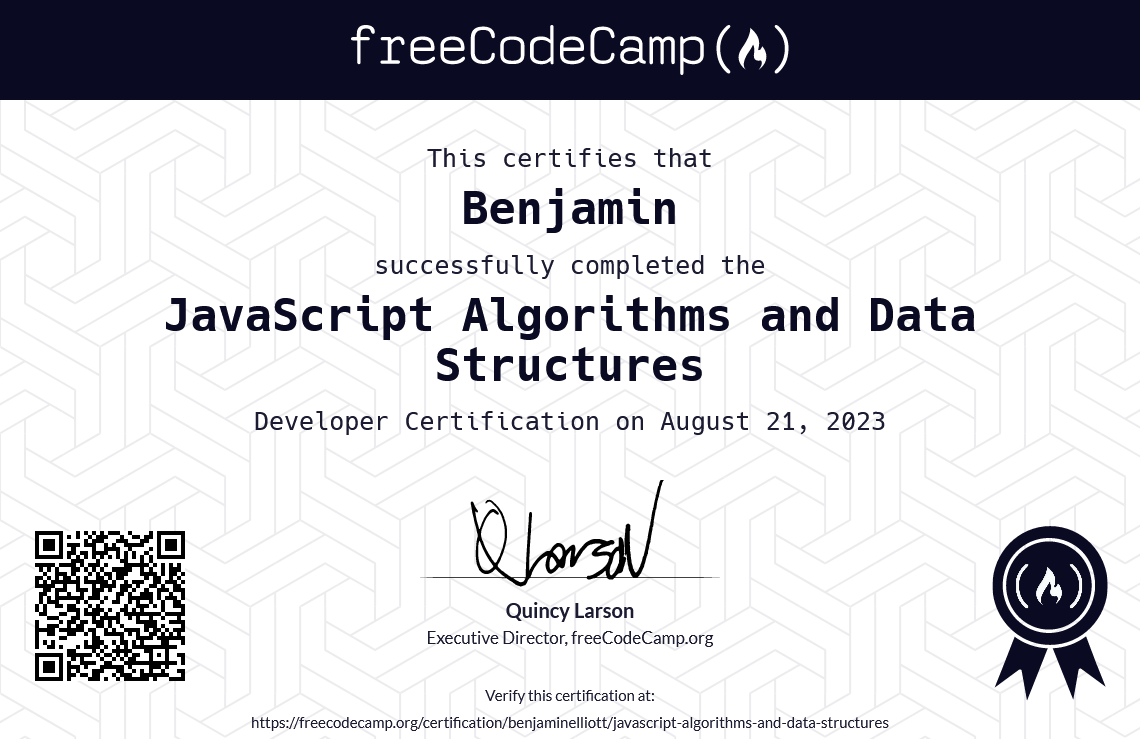 freeCodeCamp
This certifies that
Benjamin
successfully completed the
JavaScript Algorithms and Data
Structures
Developer Certification on August 21, 2023
Q Larson
Quincy Larson
Executive Director, freeCodeCamp.org
Verify this certification at:
https://freecodecamp.org/certification/benjaminelliott/javascript-algorithms-and-data-structures